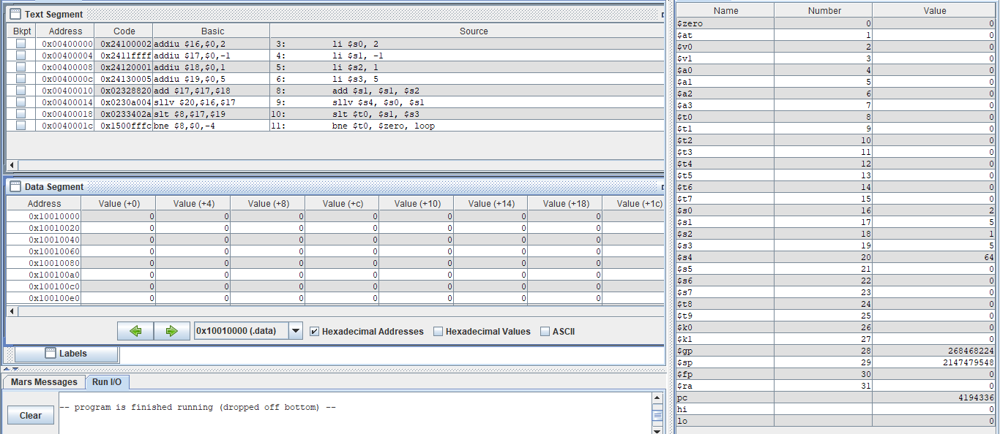 Text Segment
Bkpt Address Code Basic Source
0x00400000 0x24100002 addiu $16,$0,2 3: li $s0, 2
0x00400004 0x2411ffff addiu $17,$0,-1 4: li $s1, -1
0x00400008 0x24120001 addiu $18,$0,1 5: li $s2, 1
0x0040000c 0x24130005 addiu $19,$0,5 6: li $s3, 5
0x00400010 0x02328820 add $17,$17,$18 8: add $s1, $s1, $s2
0x00400014 0x0230a004 sllv $20,$16,$17 9: sllv $s4, $s0, $s1
0x00400018 0x0233402a slt $8,$17,$19 10: slt $t0, $s1, $s3
0x0040001c 0x1500fffc bne $8,$0,-4 11: bne $t0, $zero, loop
Data Segment
Address Value (+0) Value (+4) Value (+8) Value (+c) Value (+10) Value (+14) Value (+18) Value (+1c)
0x10010000 0 0 0 0 0 0 0
0x10010020 0 0 0 0 0 0 0
0x10010040 0 0 0 0 0 0 0
0x10010060 0 0 0 0 0 0 0
0x10010080 0 0 0 0 0 0 0
0x100100a0 0 0 0 0 0 0 0
0x100100c0 0 0 0 0 0 0 0
0x100100e0 0 0 0 0 0 0 0
0x10010000 (.data) Hexadecimal Addresses Hexadecimal Values ASCII
Labels
Mars Messages Run I/O
Clear
-- program is finished running (dropped off bottom) --
Name Number Value
$zero 0 0
$at 1 0
$v0 2 0
$v1 3 0
$a0 4 0
$a1 5 0
$a2 6 0
$a3 7 0
$t0 8 0
$t1 9 0
$t2 10 0
$t3 11 0
$t4 12 0
$t5 13 0
$t6 14 0
$t7 15 0
$s0 16 2
$s1 17 5
$s2 18 1
$s3 19 5
$s4 20 64
$s5 21 0
$s6 22 0
$s7 23 0
$t8 24 0
$t9 25 0
$k0 26 0
$k1 27 0
$gp 28 268468224
$sp 29 2147479548
$fp 30 0
$ra 31 0
pc 4194336
hi 0
lo 0